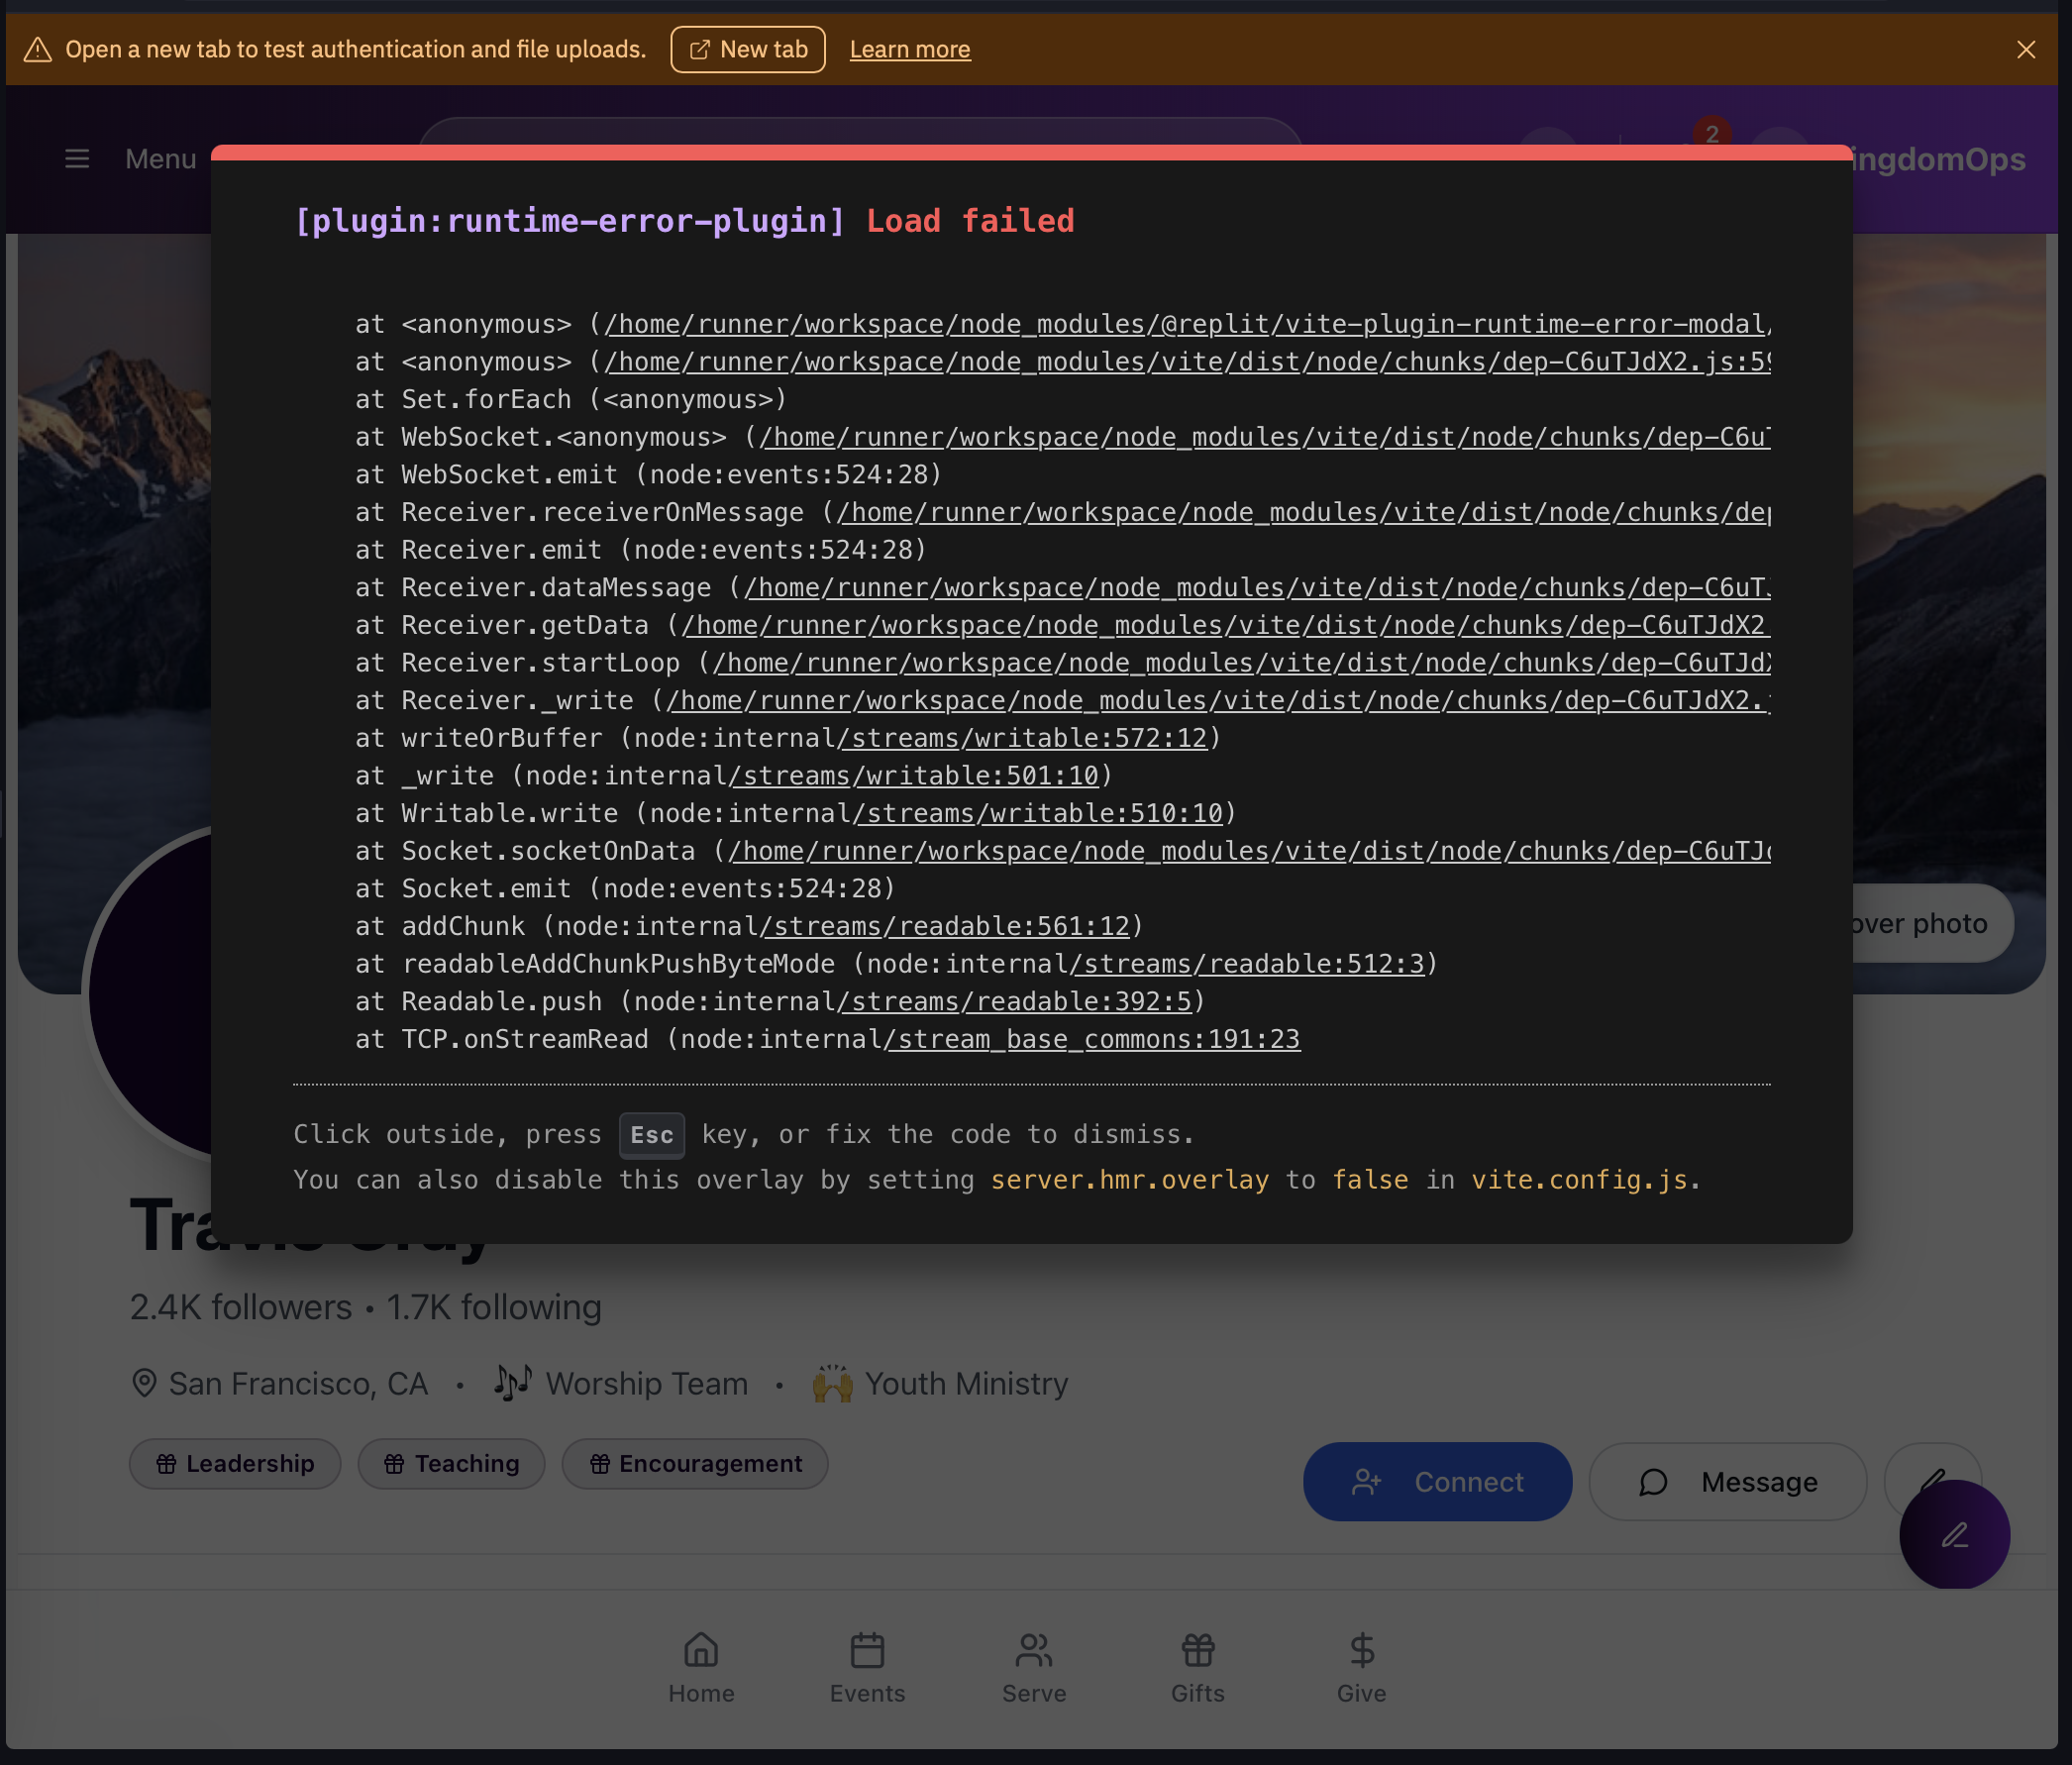 Open a new tab to test authentication and file uploads. New tab Learn more
Menu
2
ingdomOps
[plugin:runtime-error-plugin] Load failed
at <anonymous> (/home/runner/workspace/node_modules/@replit/vite-plugin-runtime-error-modal/
at <anonymous> (/home/runner/workspace/node_modules/vite/dist/node/chunks/dep-C6uTJdX2.js:59
at Set.forEach (<anonymous>)
at WebSocket.<anonymous> (/home/runner/workspace/node_modules/vite/dist/node/chunks/dep-C6uT
at WebSocket.emit (node:events:524:28)
at Receiver.receiverOnMessage (/home/runner/workspace/node_modules/vite/dist/node/chunks/dep
at Receiver.emit (node:events:524:28)
at Receiver.dataMessage (/home/runner/workspace/node_modules/vite/dist/node/chunks/dep-C6uTJ
at Receiver.getData (/home/runner/workspace/node_modules/vite/dist/node/chunks/dep-C6uTJdX2.
at Receiver.startLoop (/home/runner/workspace/node_modules/vite/dist/node/chunks/dep-C6uTJdX
at Receiver._write (/home/runner/workspace/node_modules/vite/dist/node/chunks/dep-C6uTJdX2.j
at writeOrBuffer (node:internal/streams/writable:572:12)
at _write (node:internal/streams/writable:501:10)
at Writable.write (node:internal/streams/writable:510:10)
at Socket.socketOnData (/home/runner/workspace/node_modules/vite/dist/node/chunks/dep-C6uTJd
at Socket.emit (node:events:524:28)
at addChunk (node:internal/streams/readable:561:12)
at readableAddChunkPushByteMode (node:internal/streams/readable:512:3)
at Readable.push (node:internal/streams/readable:392:5)
at TCP.onStreamRead (node:internal/stream_base_commons:191:23
over photo
Click outside, press Esc key, or fix the code to dismiss.
You can also disable this overlay by setting server.hmr.overlay to false in vite.config.js.
2.4K followers • 1.7K following
San Francisco, CA • 🎶 Worship Team • 🙌 Youth Ministry
Leadership Teaching Encouragement
Connect Message
Home Events Serve Gifts Give